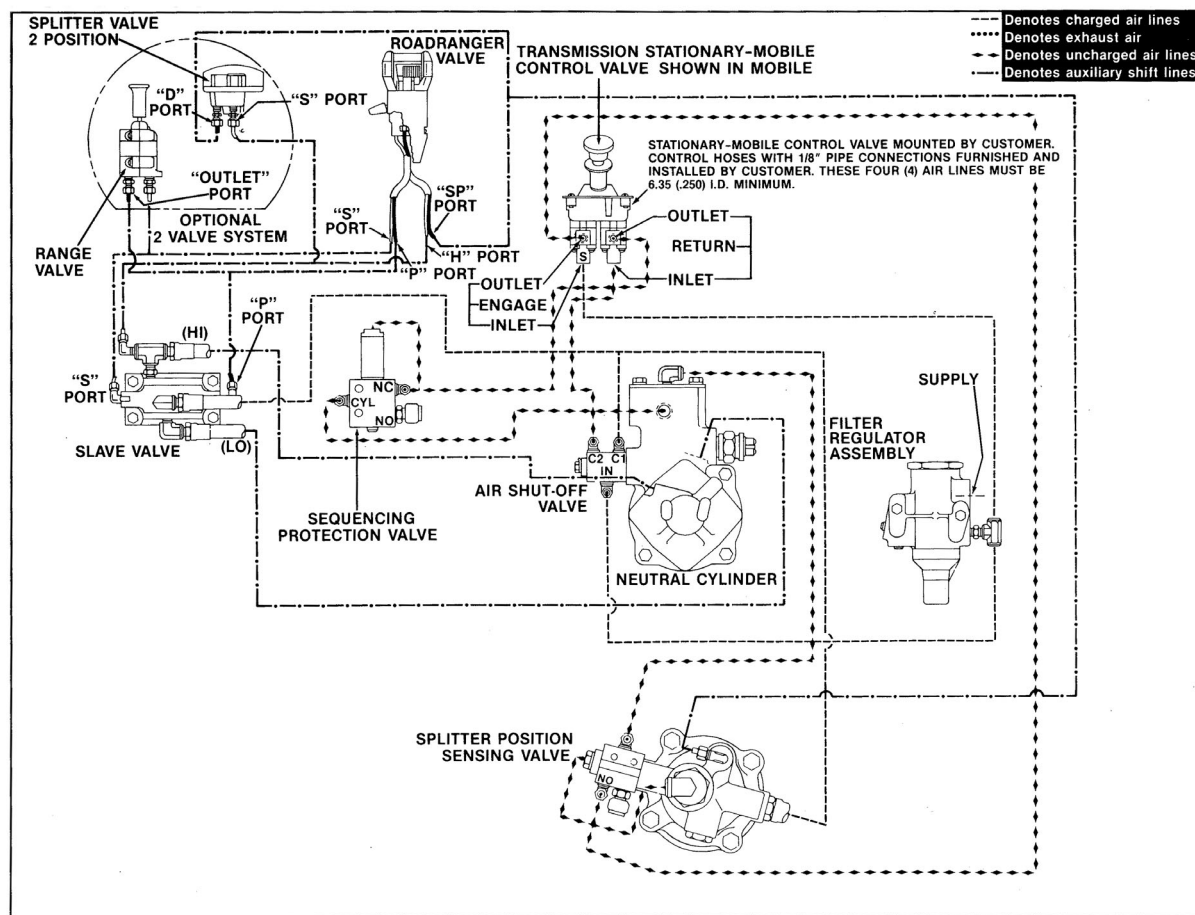 SPLITTER VALVE
2 POSITION
ROADRANGER
VALVE
TRANSMISSION STATIONARY-MOBILE
CONTROL VALVE SHOWN IN MOBILE
Denotes charged air lines
Denotes exhaust air
Denotes uncharged air lines
Denotes auxiliary shift lines
"D"
PORT
"S" PORT
STATIONARY-MOBILE CONTROL VALVE MOUNTED BY CUSTOMER.
CONTROL HOSES WITH 1/8" PIPE CONNECTIONS FURNISHED AND
INSTALLED BY CUSTOMER. THESE FOUR (4) AIR LINES MUST BE
6.35 (.250) I.D. MINIMUM.
"OUTLET"
PORT
OPTIONAL
2 VALVE SYSTEM
RANGE
VALVE
"S"
PORT
"SP"
PORT
"H" PORT
"P" PORT
OUTLET
RETURN
INLET
S
OUTLET
ENGAGE
INLET
"P"
PORT
(HI)
"S"
PORT
SLAVE VALVE
(LO)
NC
CYL
NO
SEQUENCING
PROTECTION VALVE
C2 C1
IN
AIR SHUT-OFF
VALVE
NEUTRAL CYLINDER
SUPPLY
FILTER
REGULATOR
ASSEMBLY
SPLITTER POSITION
SENSING VALVE
NO